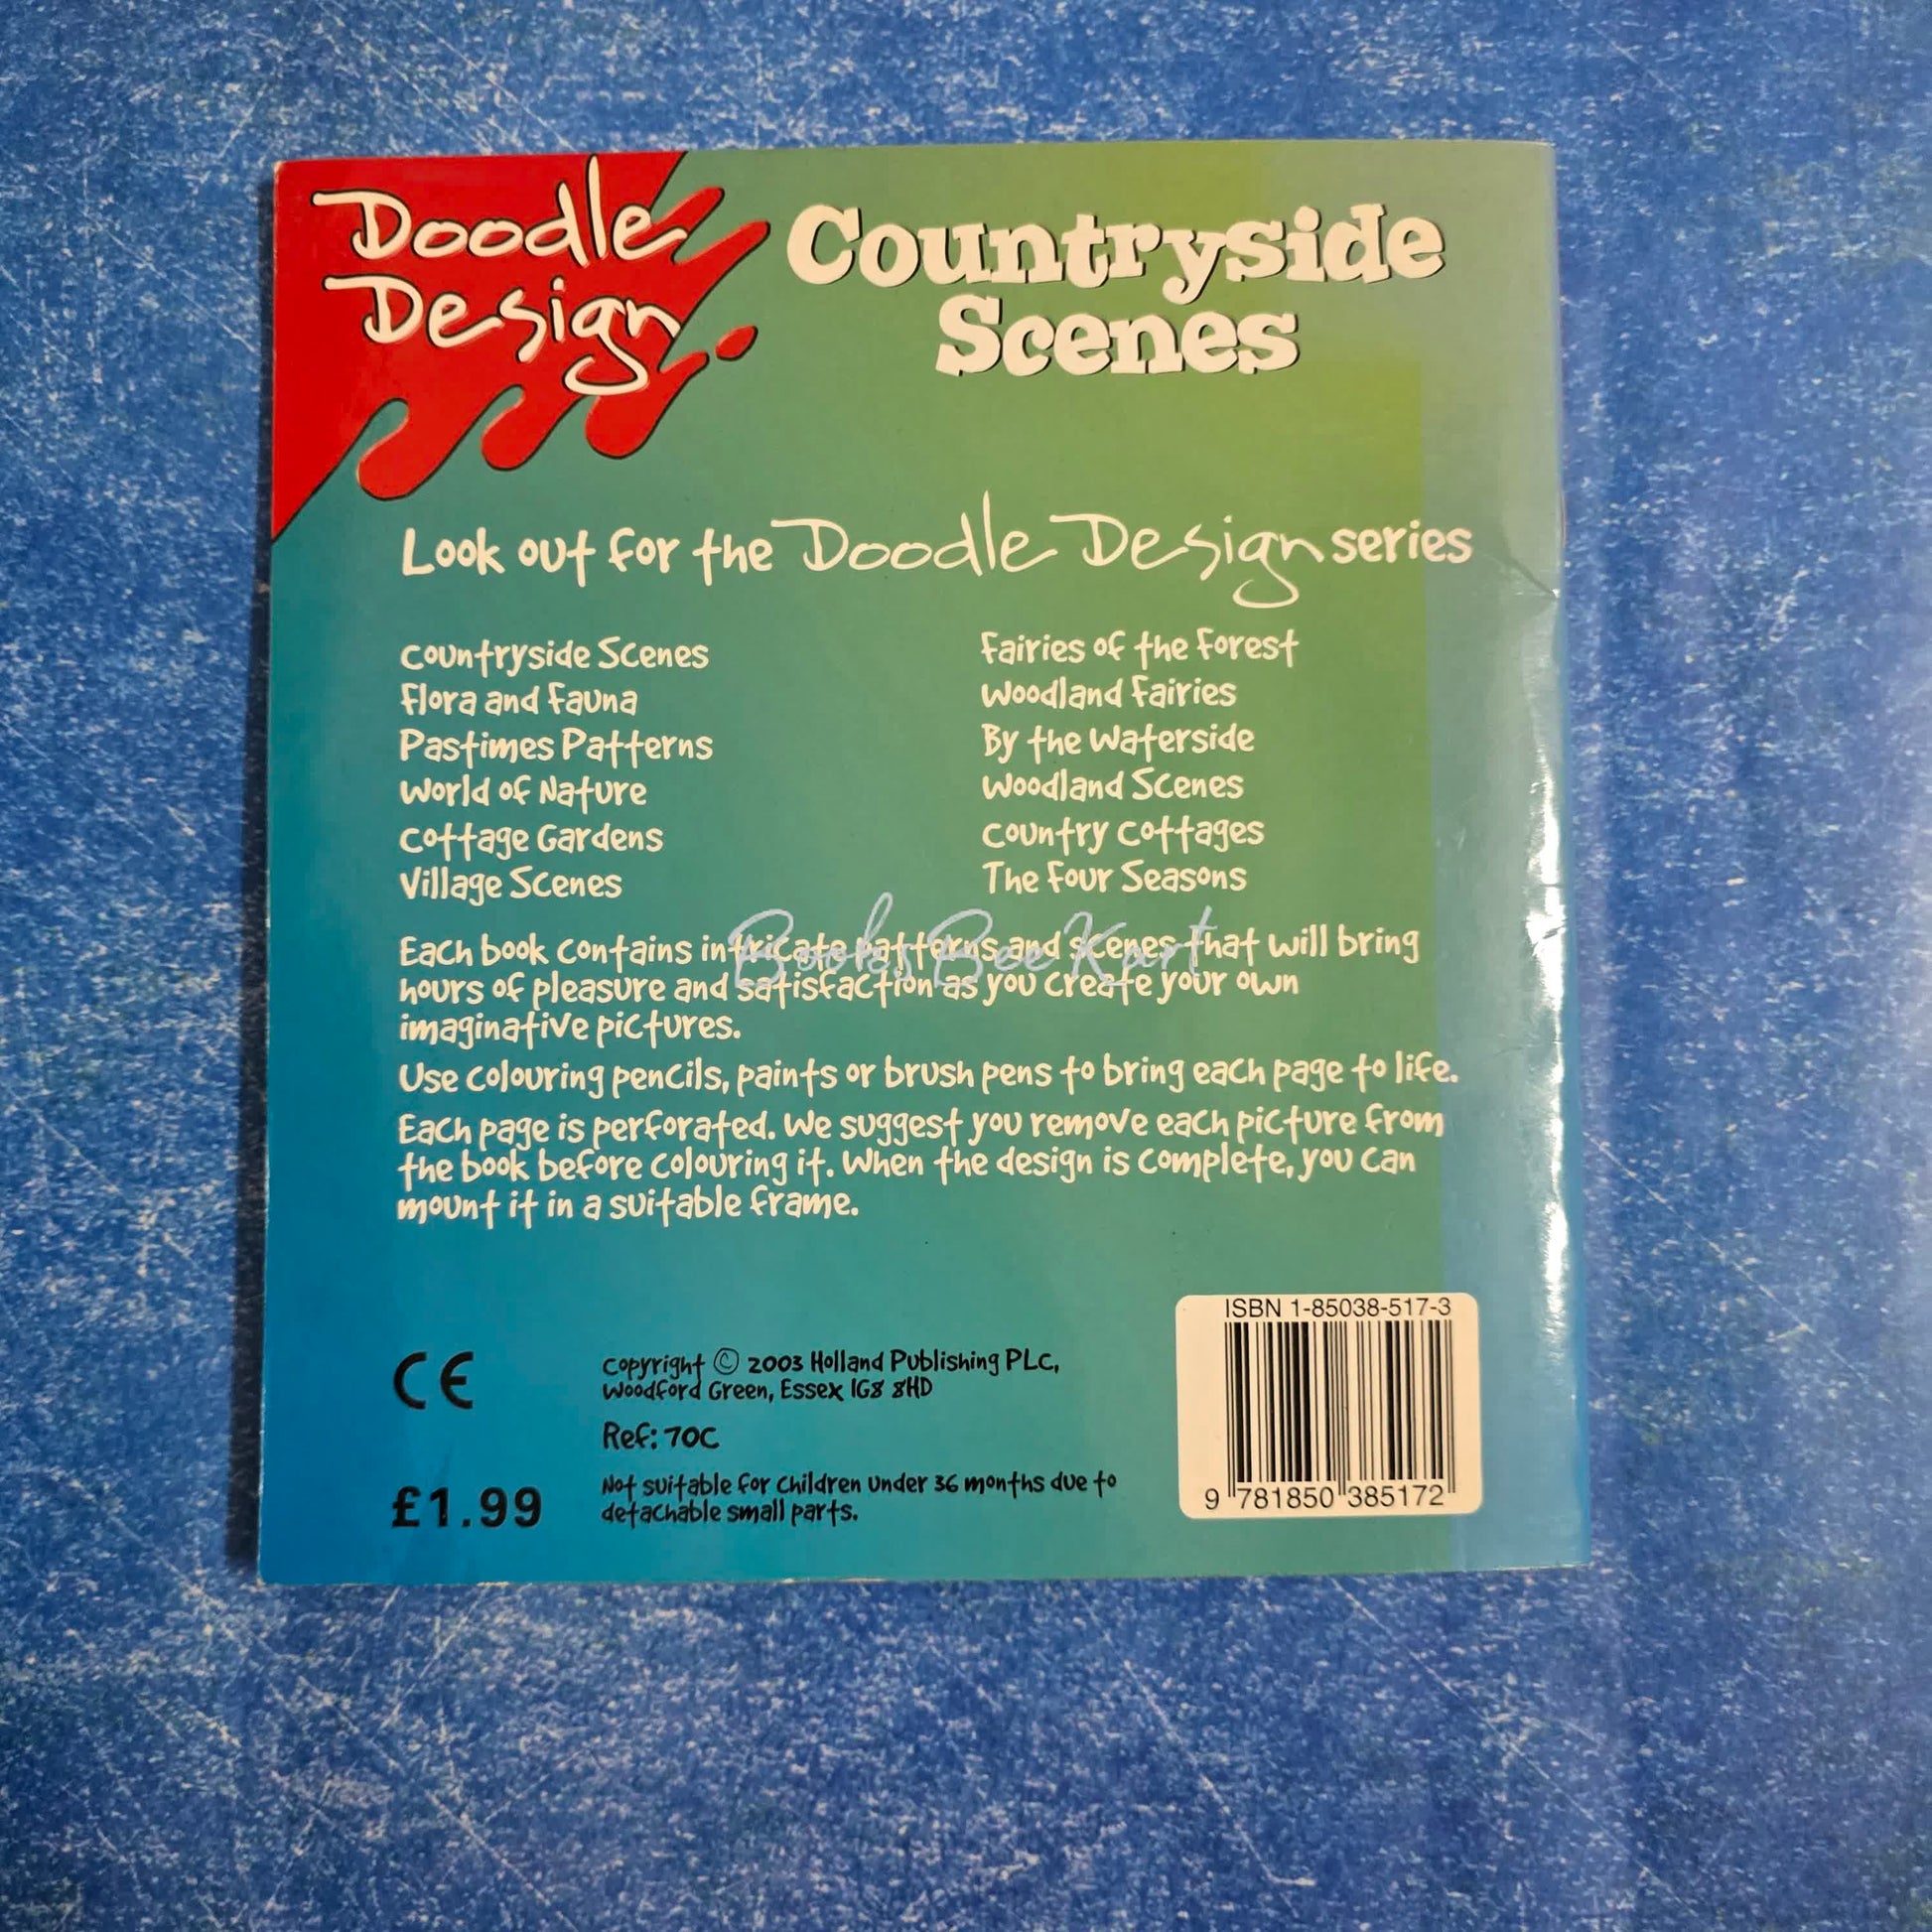 Doodle
Design
Countryside
Scenes
Look out for the Doodle Design series
Countryside Scenes
Flora and Fauna
Pastimes Patterns
World of Nature
Cottage Gardens
Village Scenes
Fairies of the Forest
Woodland Fairies
By the Waterside
Woodland Scenes
Country Cottages
The Four Seasons
Each book contains intricate patterns and scenes that will bring
hours of pleasure and satisfaction as you create your own
imaginative pictures.
Books Bee Kart
Use colouring pencils, paints or brush pens to bring each page to life.
Each page is perforated. We suggest you remove each picture from
the book before colouring it. When the design is complete, you can
mount it in a suitable frame.
CE
Copyright © 2003 Holland Publishing PLC,
Woodford Green, Essex IG8 8HD
Ref: 70C
£1.99
Not suitable for children under 36 months due to
detachable small parts.
ISBN 1-85038-517-3
9 781850 385172